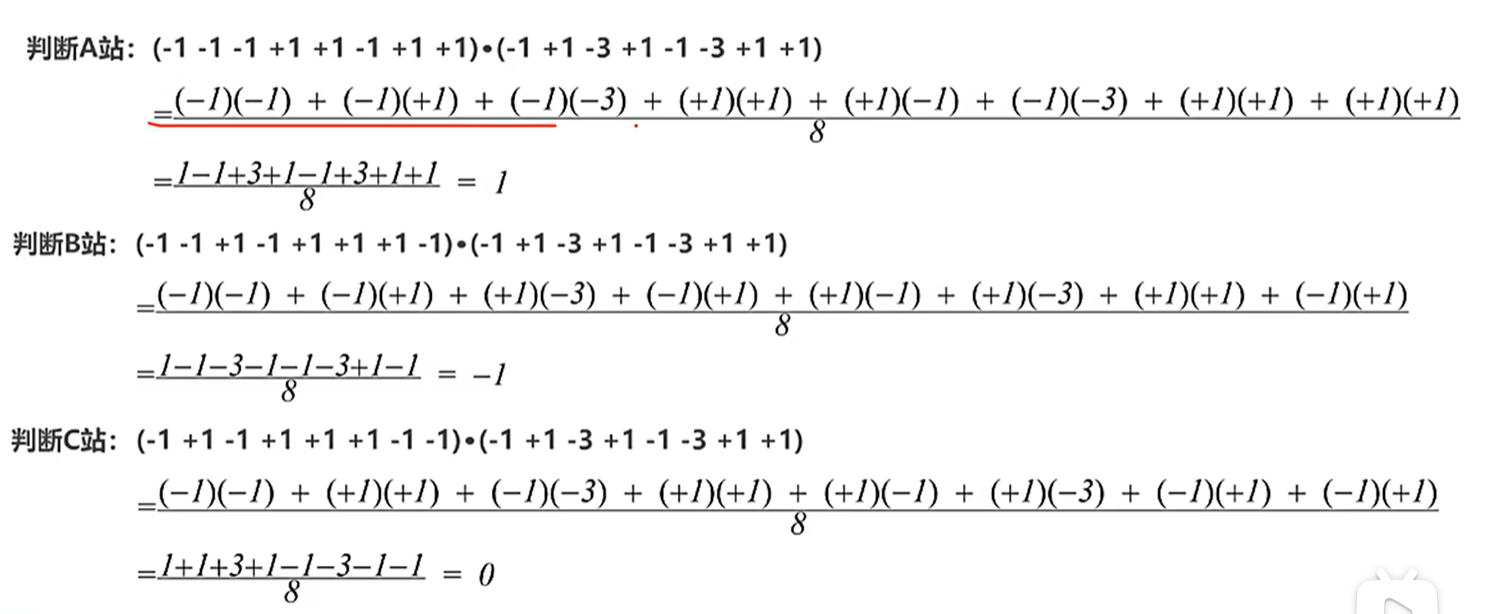 判断A站：(-1 -1 -1 +1 +1 -1 +1 +1)•(-1 +1 -3 +1 -1 -3 +1 +1)
=(−1)(−1) + (−1)(+1) + (−1)(−3) + (+1)(+1) + (+1)(−1) + (−1)(−3) + (+1)(+1) + (+1)(+1)
8
=1−1+3+1−1+3+1+1 = 1
8
判断B站：(-1 -1 +1 -1 +1 +1 +1 -1)•(-1 +1 -3 +1 -1 -3 +1 +1)
=(−1)(−1) + (−1)(+1) + (+1)(−3) + (−1)(+1) + (+1)(−1) + (+1)(−3) + (+1)(+1) + (−1)(+1)
8
=1−1−3−1−1−3+1−1 = −1
8
判断C站：(-1 +1 -1 +1 +1 +1 -1 -1)•(-1 +1 -3 +1 -1 -3 +1 +1)
=(−1)(−1) + (+1)(+1) + (−1)(−3) + (+1)(+1) + (+1)(−1) + (+1)(−3) + (−1)(+1) + (−1)(+1)
8
=1+1+3+1−1−3−1−1 = 0
8